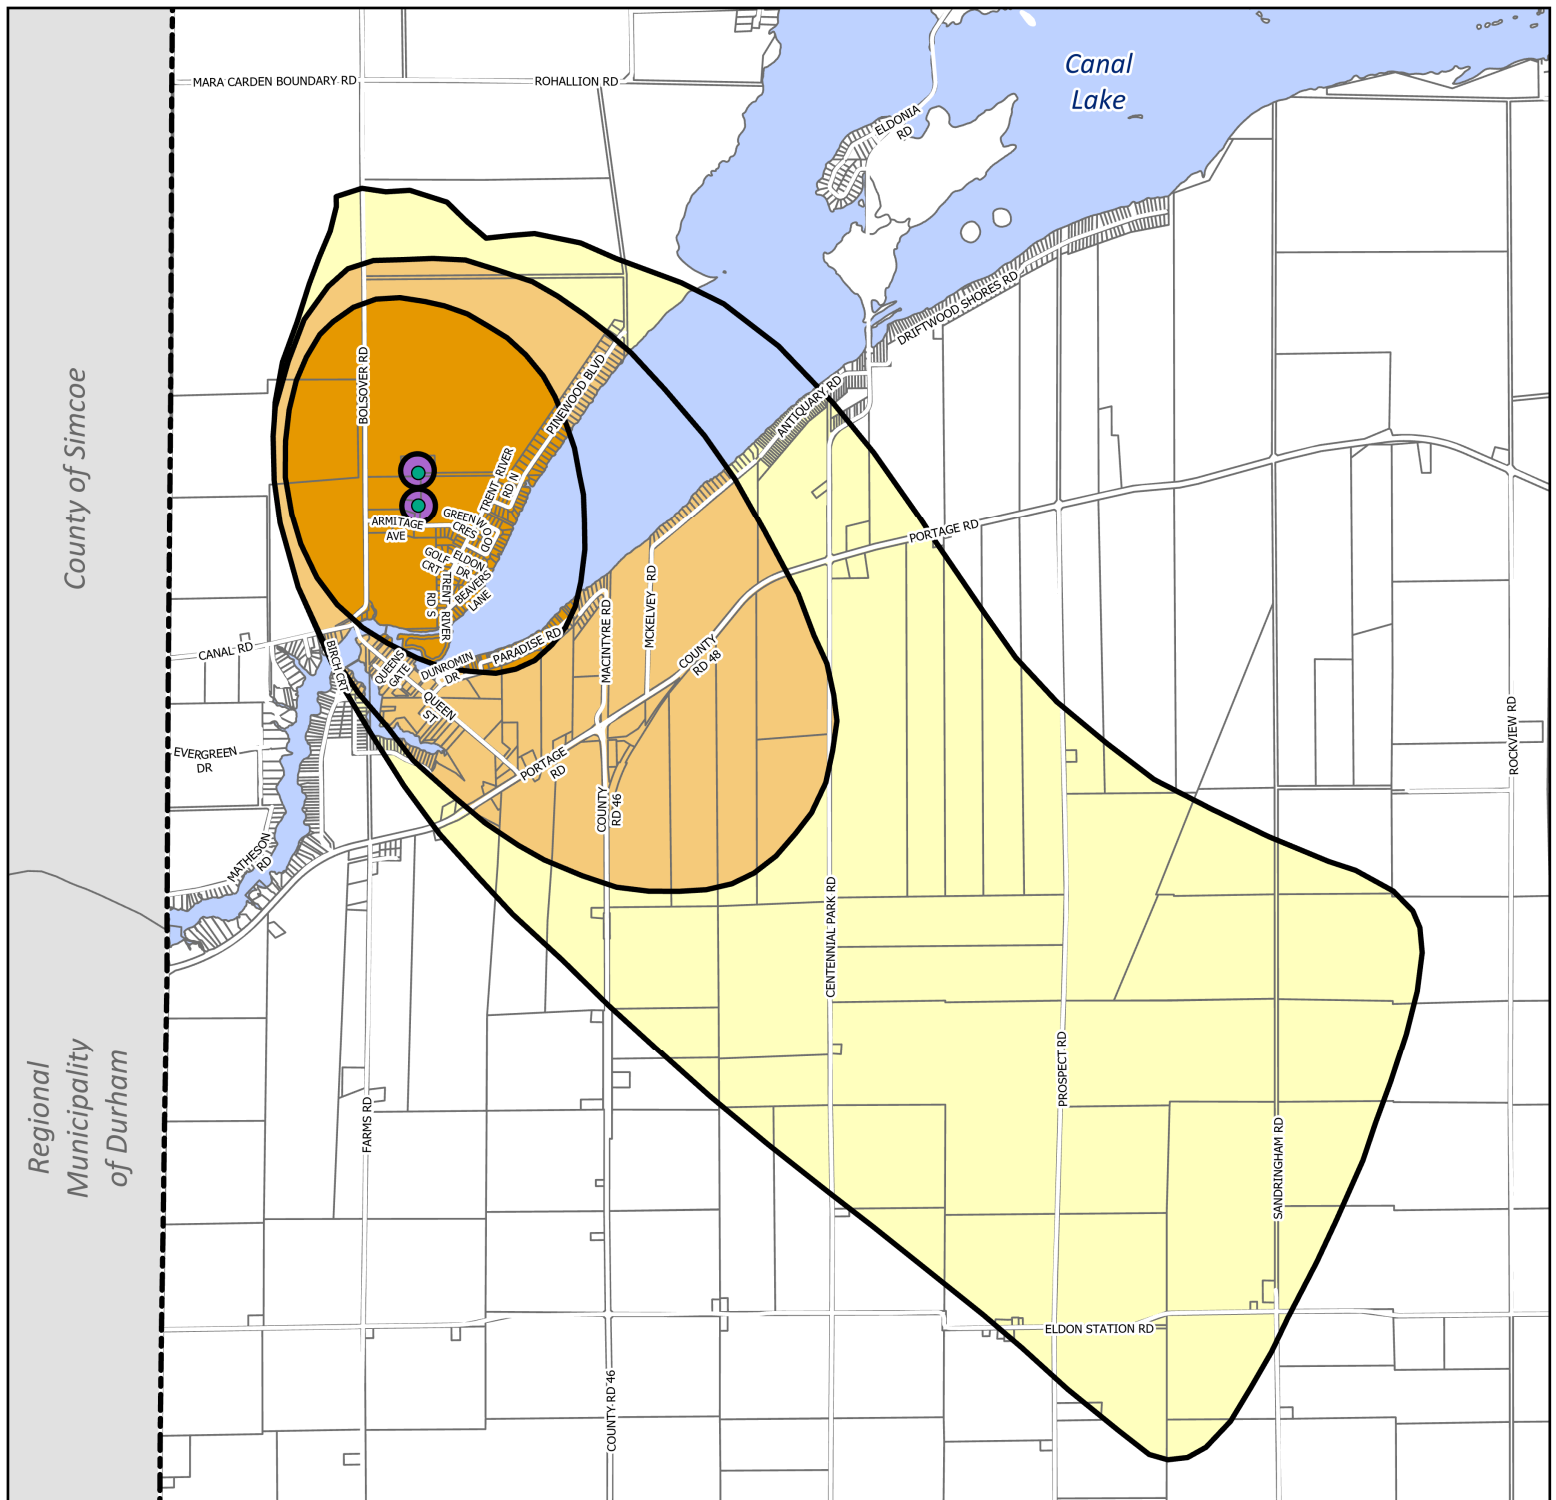 Canal
Lake
MARA CARDEN BOUNDARY RD
ROHALLION RD
ELDONIA
RD
DRIFTWOOD SHORES RD
County of Simcoe
BOLSOVER RD
PINEWOOD BLVD
ANTIQUARY RD
TRENT RIVER
RD N
GREENWOOD
CRES
ARMITAGE
AVE
PORTAGE RD
GOLF
CRT
ELDON
DR
BEAVERS
LANE
TRENT RIVER
RD S
MCKELVEY RD
MACINTYRE RD
CANAL RD
BIRCH CRT
QUEENS
GATE
DUNROMIN
DR
PARADISE RD
COUNTY
RD 48
QUEEN
ST
ROCKVIEW RD
EVERGREEN
DR
PORTAGE
RD
COUNTY
RD 46
MATHESON
RD
CENTENNIAL PARK RD
Regional
Municipality
of Durham
FARMS RD
PROSPECT RD
SANDRINGHAM RD
ELDON STATION RD
COUNTY RD 46